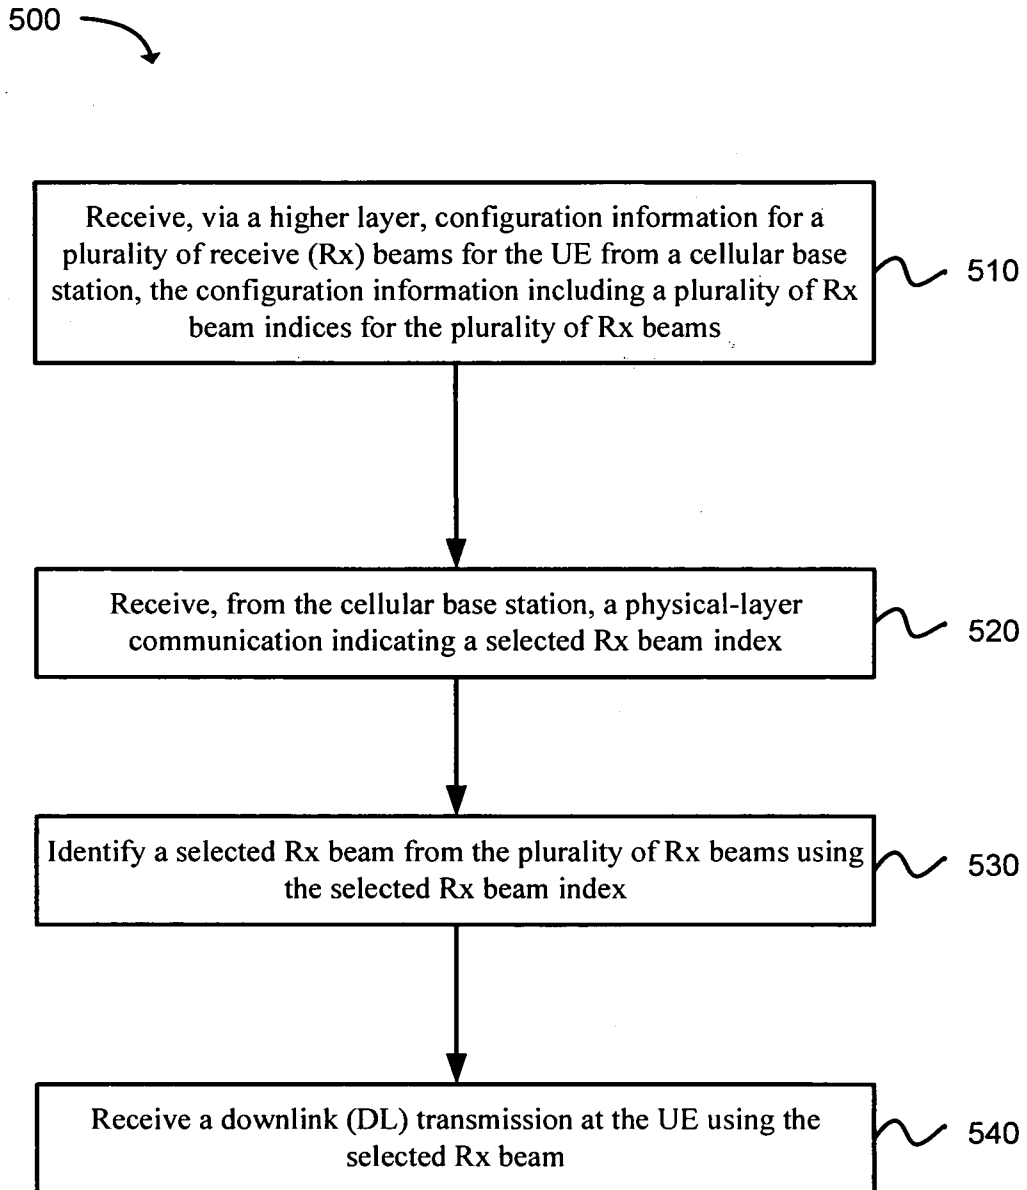 500
Receive, via a higher layer, configuration information for a
plurality of receive (Rx) beams for the UE from a cellular base
station, the configuration information including a plurality of Rx
beam indices for the plurality of Rx beams
510
Receive, from the cellular base station, a physical-layer
communication indicating a selected Rx beam index
520
Identify a selected Rx beam from the plurality of Rx beams using
the selected Rx beam index
530
Receive a downlink (DL) transmission at the UE using the
selected Rx beam
540